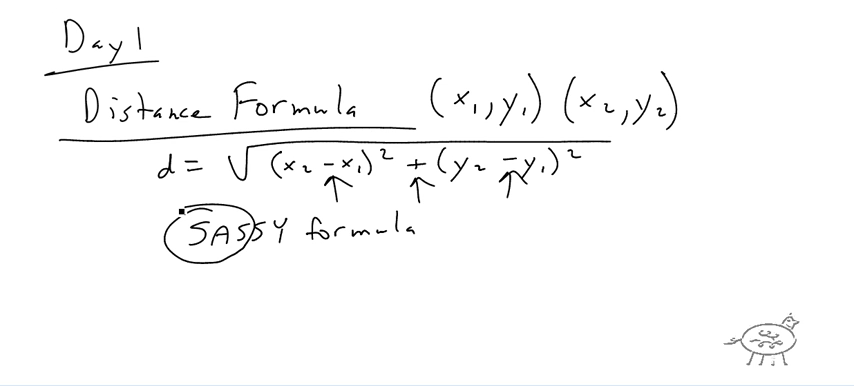 Day 1
Distance Formula (x₁,y₁) (x₂,y₂)
d = √(x₂-x₁)² + (y₂-y₁)²
SASSY formula